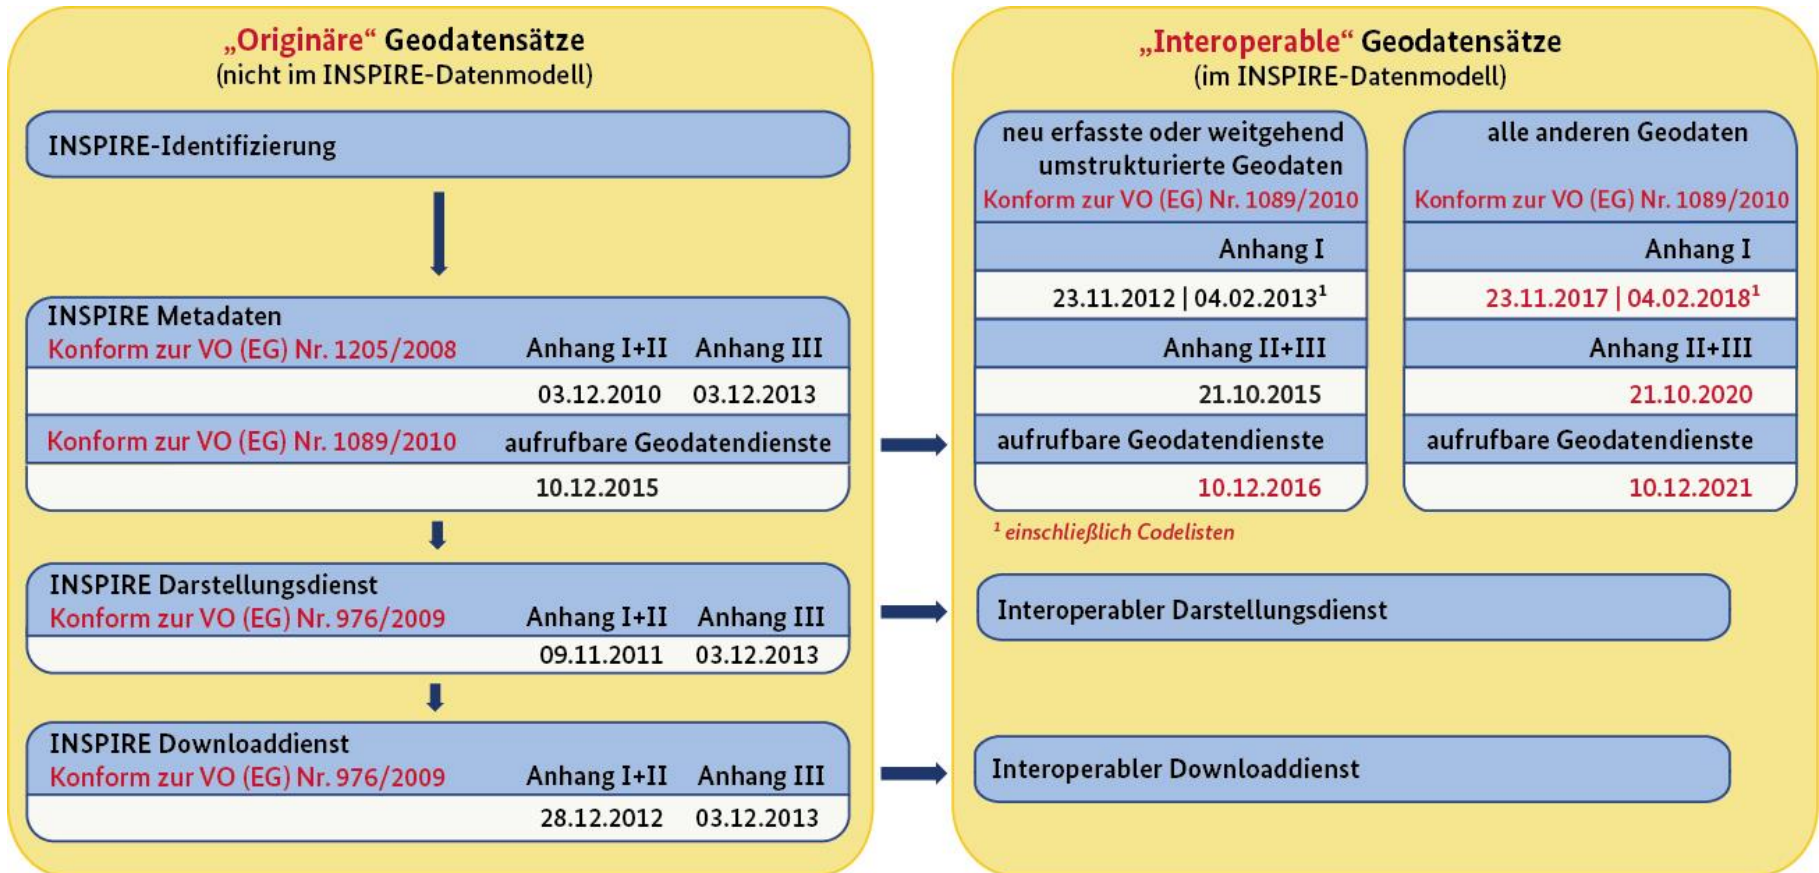 „Originäre“ Geodatensätze
(nicht im INSPIRE-Datenmodell)
INSPIRE-Identifizierung
INSPIRE Metadaten
Konform zur VO (EG) Nr. 1205/2008 Anhang I+II Anhang III
03.12.2010 03.12.2013
Konform zur VO (EG) Nr. 1089/2010 aufrufbare Geodatendienste
10.12.2015
INSPIRE Darstellungsdienst
Konform zur VO (EG) Nr. 976/2009 Anhang I+II Anhang III
09.11.2011 03.12.2013
INSPIRE Downloaddienst
Konform zur VO (EG) Nr. 976/2009 Anhang I+II Anhang III
28.12.2012 03.12.2013
„Interoperable“ Geodatensätze
(im INSPIRE-Datenmodell)
neu erfasste oder weitgehend
umstrukturierte Geodaten
Konform zur VO (EG) Nr. 1089/2010
Anhang I
23.11.2012 | 04.02.2013¹
Anhang II+III
21.10.2015
aufrufbare Geodatendienste
10.12.2016
alle anderen Geodaten
Konform zur VO (EG) Nr. 1089/2010
Anhang I
23.11.2017 | 04.02.2018¹
Anhang II+III
21.10.2020
aufrufbare Geodatendienste
10.12.2021
¹ einschließlich Codelisten
Interoperabler Darstellungsdienst
Interoperabler Downloaddienst